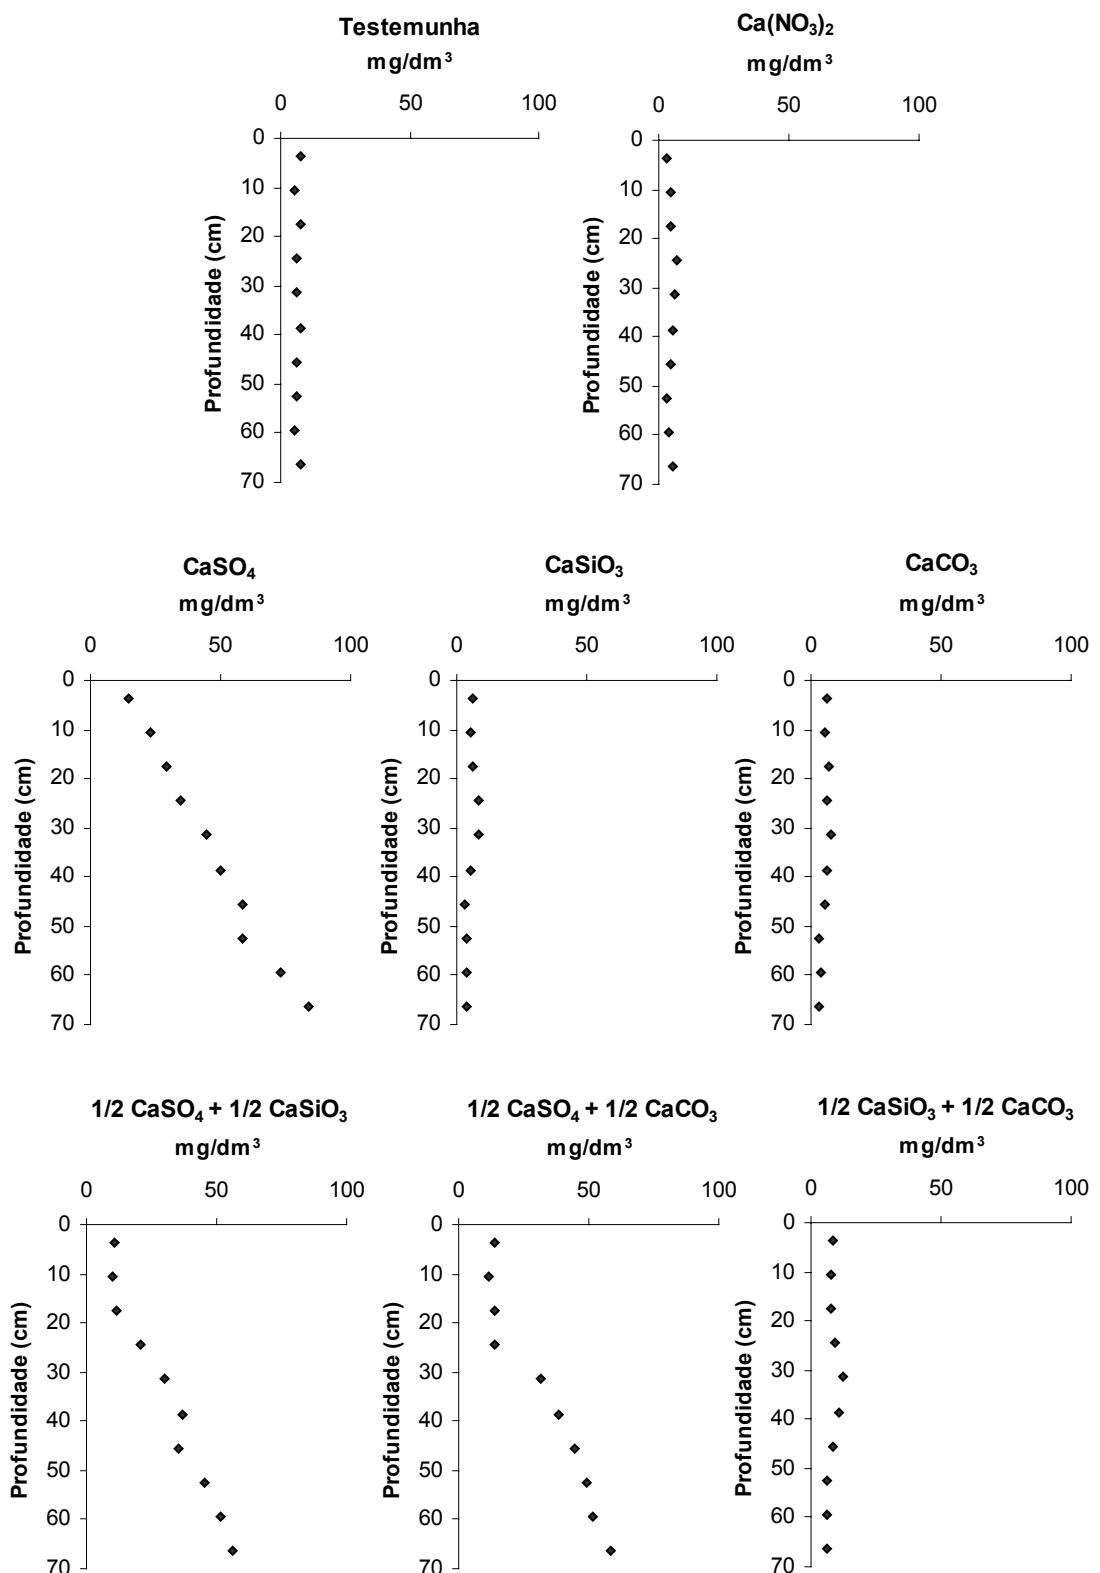 Testemunha
mg/dm³
0 50 100
0
10
20
30
40
50
60
70
Profundidade (cm)
Ca(NO₃)₂
mg/dm³
0 50 100
0
10
20
30
40
50
60
70
Profundidade (cm)
CaSO₄
mg/dm³
0 50 100
0
10
20
30
40
50
60
70
Profundidade (cm)
CaSiO₃
mg/dm³
0 50 100
0
10
20
30
40
50
60
70
Profundidade (cm)
CaCO₃
mg/dm³
0 50 100
0
10
20
30
40
50
60
70
Profundidade (cm)
1/2 CaSO₄ + 1/2 CaSiO₃
mg/dm³
0 50 100
0
10
20
30
40
50
60
70
Profundidade (cm)
1/2 CaSO₄ + 1/2 CaCO₃
mg/dm³
0 50 100
0
10
20
30
40
50
60
70
Profundidade (cm)
1/2 CaSiO₃ + 1/2 CaCO₃
mg/dm³
0 50 100
0
10
20
30
40
50
60
70
Profundidade (cm)